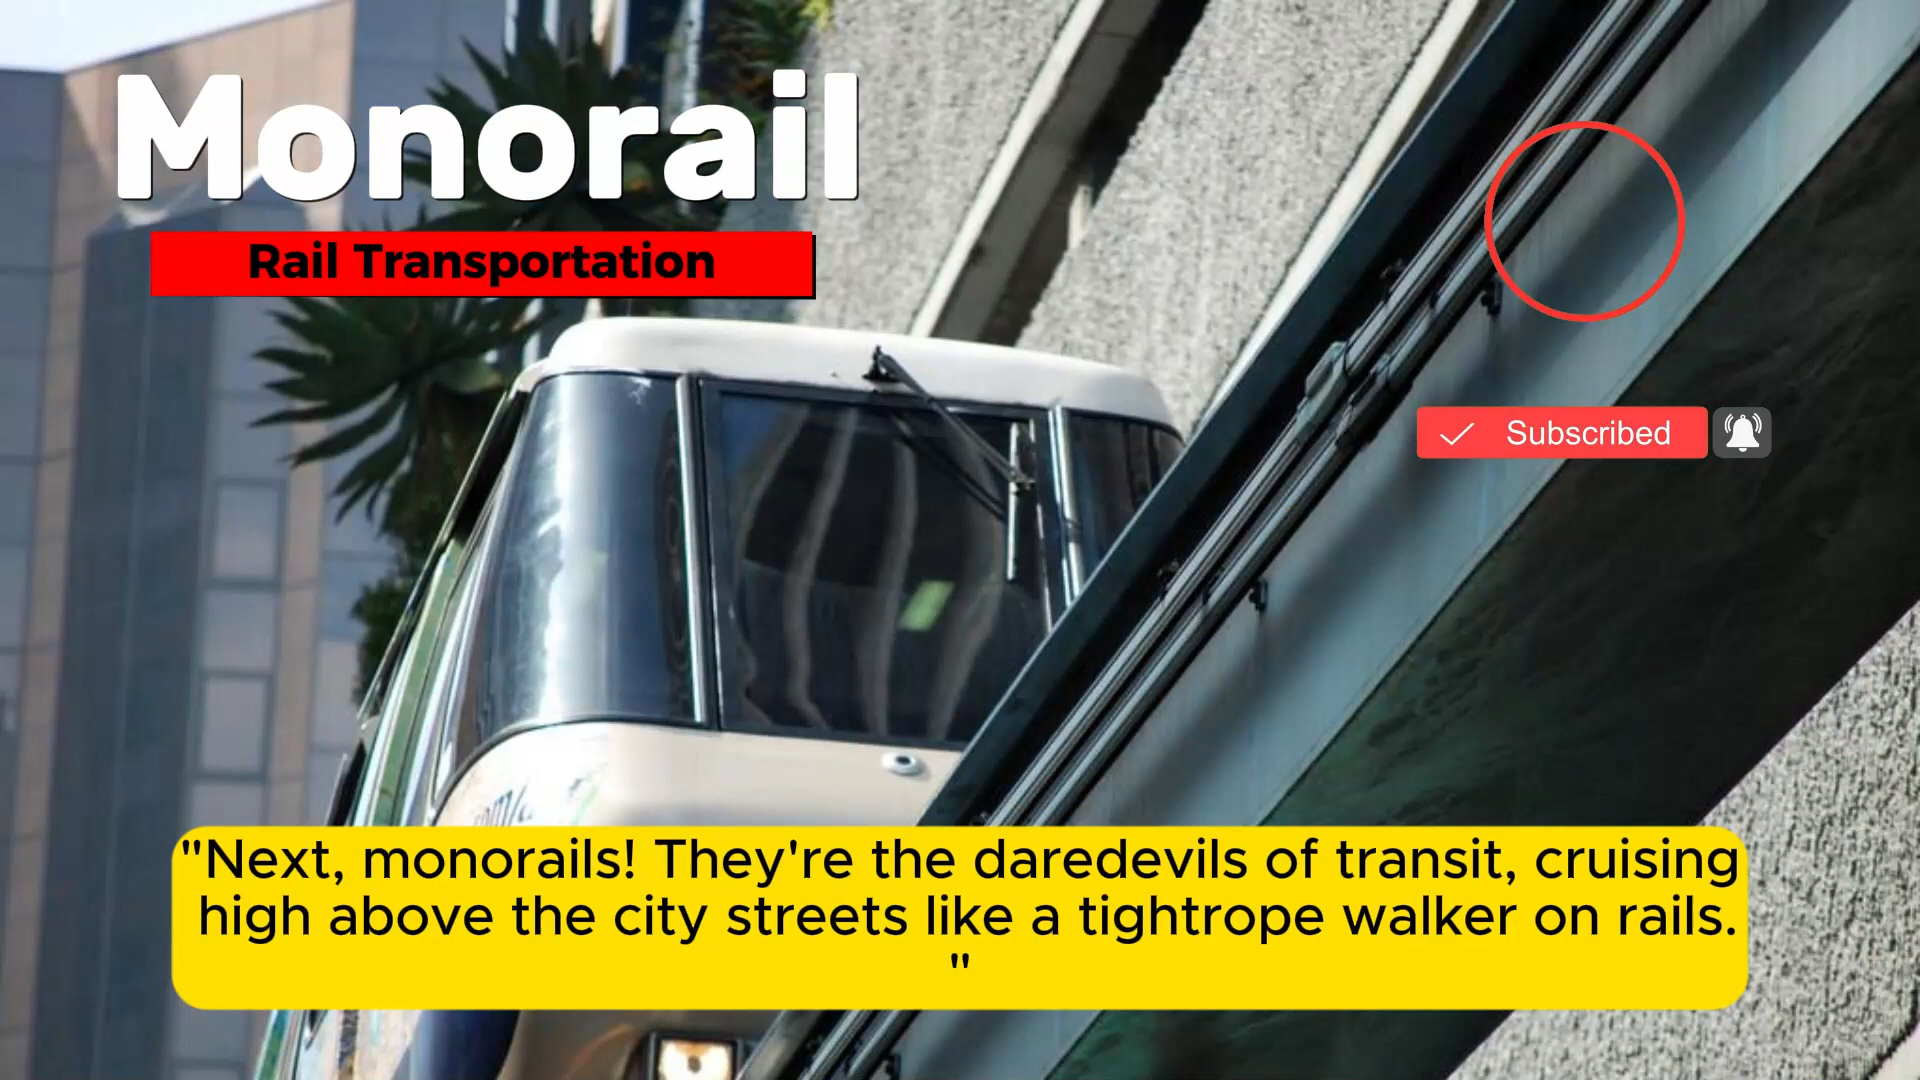 Monorail
Rail Transportation
Subscribed
"Next, monorails! They're the daredevils of transit, cruising
high above the city streets like a tightrope walker on rails.
"